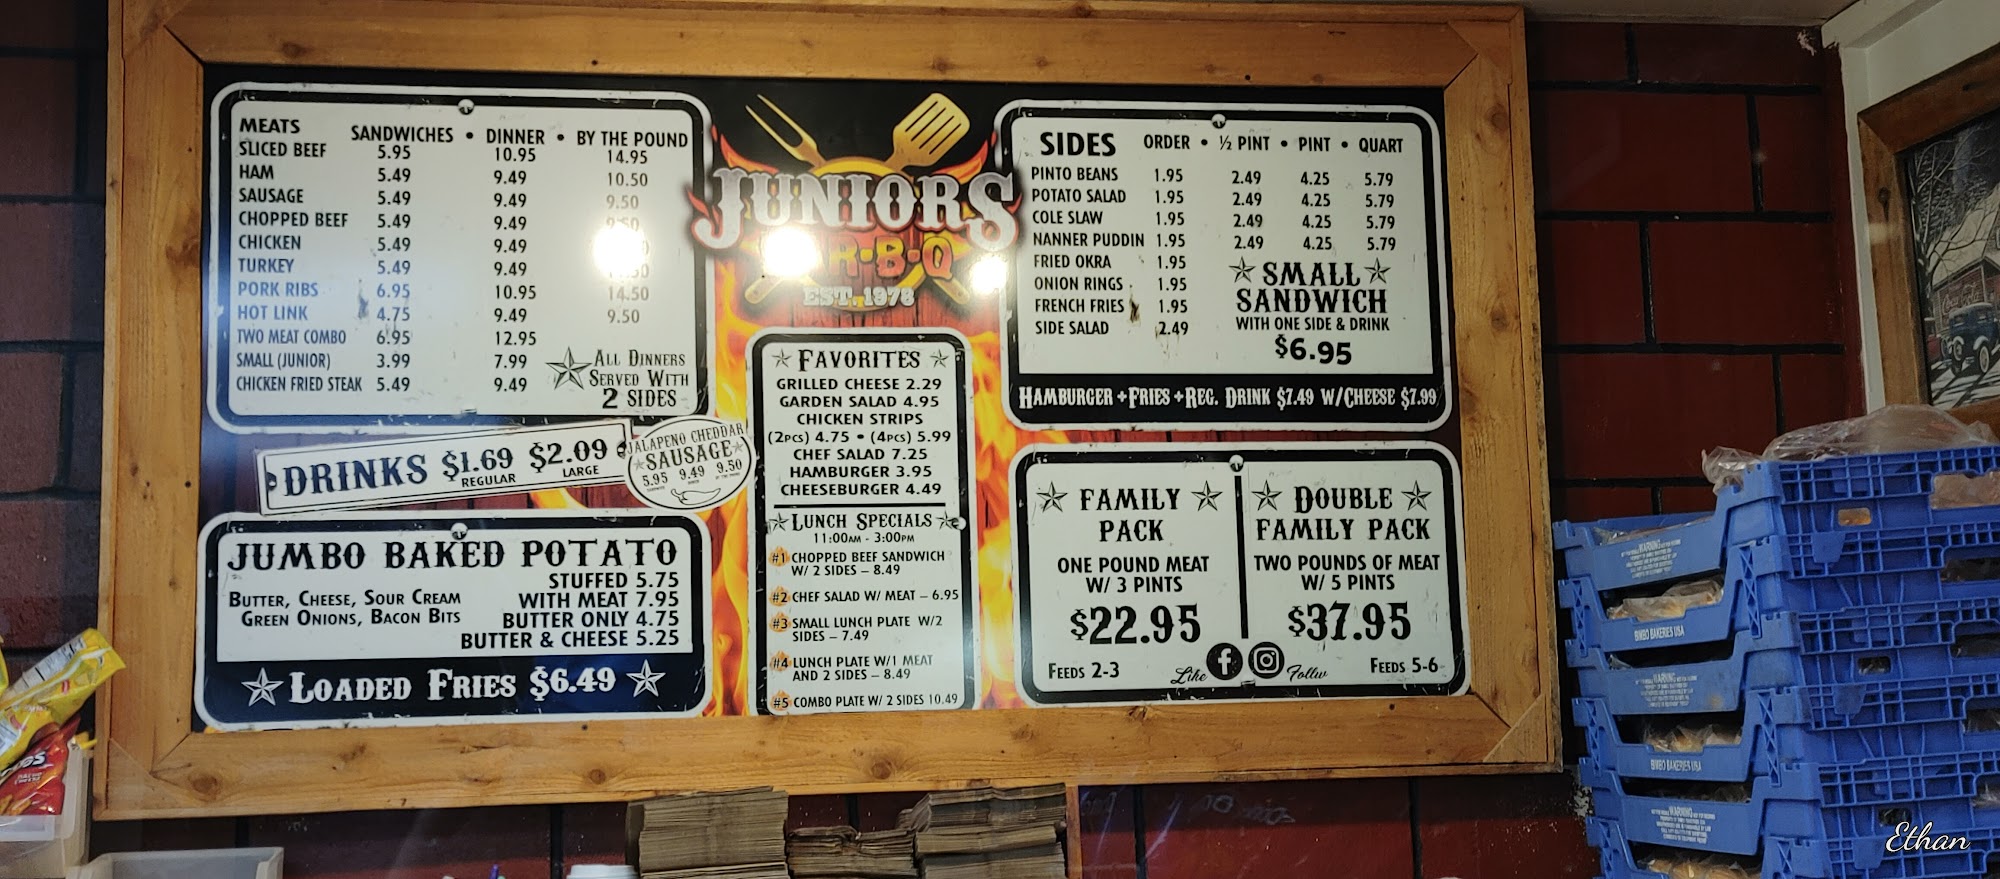 MEATS SANDWICHES • DINNER • BY THE POUND
SLICED BEEF 5.95 10.95 14.95
HAM 5.49 9.49 10.50
SAUSAGE 5.49 9.49 9.50
CHOPPED BEEF 5.49 9.49
CHICKEN 5.49 9.49
TURKEY 5.49 9.49
PORK RIBS 6.95 10.95 14.50
HOT LINK 4.75 9.49 9.50
TWO MEAT COMBO 6.95 12.95
SMALL (JUNIOR) 3.99 7.99
CHICKEN FRIED STEAK 5.49 9.49
ALL DINNERS
SERVED WITH
2 SIDES
DRINKS $1.69 $2.09
REGULAR LARGE
JALAPENO CHEDDAR
SAUSAGE
5.95 9.49 9.50
JUMBO BAKED POTATO
STUFFED 5.75
BUTTER, CHEESE, SOUR CREAM WITH MEAT 7.95
GREEN ONIONS, BACON BITS BUTTER ONLY 4.75
BUTTER & CHEESE 5.25
LOADED FRIES $6.49
JUNIORS
R-B-Q
EST. 1978
FAVORITES
GRILLED CHEESE 2.29
GARDEN SALAD 4.95
CHICKEN STRIPS
(2PCS) 4.75 • (4PCS) 5.99
CHEF SALAD 7.25
HAMBURGER 3.95
CHEESEBURGER 4.49
LUNCH SPECIALS
11:00AM - 3:00PM
#1 CHOPPED BEEF SANDWICH
W/ 2 SIDES – 8.49
#2 CHEF SALAD W/ MEAT – 6.95
#3 SMALL LUNCH PLATE W/2
SIDES – 7.49
#4 LUNCH PLATE W/1 MEAT
AND 2 SIDES – 8.49
#5 COMBO PLATE W/ 2 SIDES 10.49
SIDES ORDER • ½ PINT • PINT • QUART
PINTO BEANS 1.95 2.49 4.25 5.79
POTATO SALAD 1.95 2.49 4.25 5.79
COLE SLAW 1.95 2.49 4.25 5.79
NANNER PUDDIN 1.95 2.49 4.25 5.79
FRIED OKRA 1.95
ONION RINGS 1.95
FRENCH FRIES 1.95
SIDE SALAD 2.49
SMALL
SANDWICH
WITH ONE SIDE & DRINK
$6.95
HAMBURGER + FRIES + REG. DRINK $7.49 W/CHEESE $7.99
FAMILY
PACK
ONE POUND MEAT
W/ 3 PINTS
$22.95
FEEDS 2-3
DOUBLE
FAMILY PACK
TWO POUNDS OF MEAT
W/ 5 PINTS
$37.95
FEEDS 5-6
Like f Follow
WARNING
BIMBO BAKERIES USA
WARNING
BIMBO BAKERIES USA
WARNING
Ethan